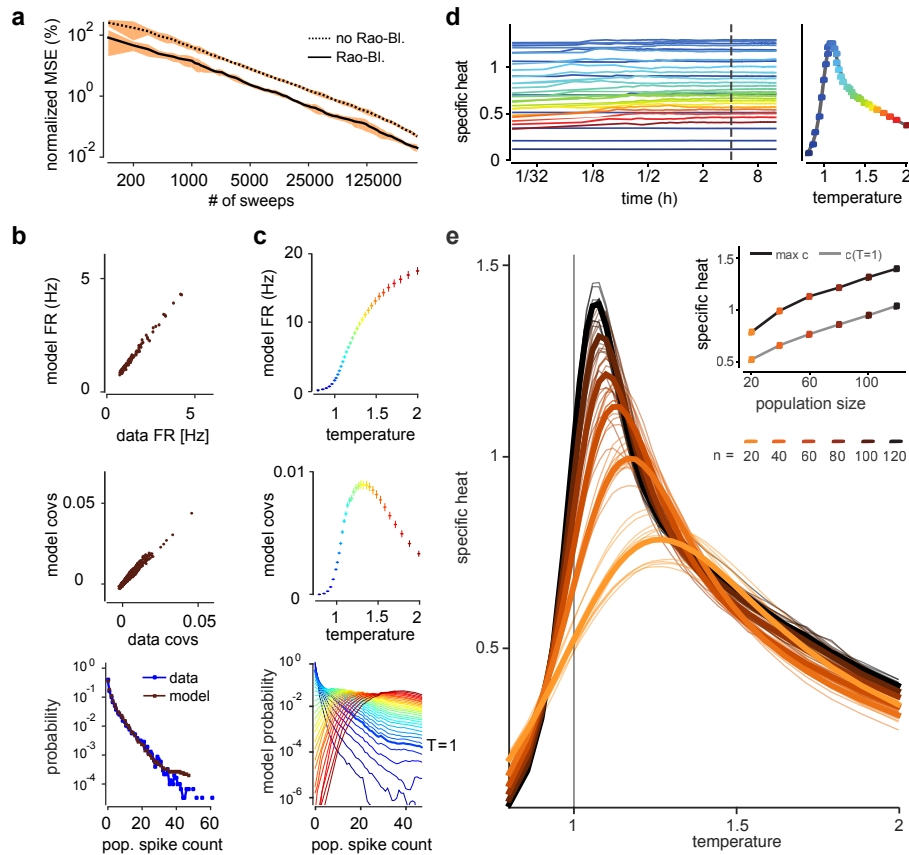 a
normalized MSE (%)
10^2
10^0
10^-2
no Rao-Bl.
Rao-Bl.
200 1000 5000 25000 125000
# of sweeps
d
specific heat
1
0.5
0
1/32 1/8 1/2 2 8
time (h)
1 1.5 2
temperature
b
model FR (Hz)
5
0
0 5
data FR [Hz]
model covs
0.05
0
0 0.05
data covs
probability
10^0
10^-1
10^-2
10^-3
10^-4
data
model
0 20 40 60
pop. spike count
c
model FR (Hz)
20
10
0
1 1.5 2
temperature
model covs
0.01
0
1 1.5 2
temperature
model probability
10^0
10^-2
10^-4
10^-6
T=1
0 20 40
pop. spike count
e
specific heat
1.5
1
0.5
1 1.5 2
temperature
max c c(T=1)
specific heat
1.5
1
0.5
20 60 100
population size
n = 20 40 60 80 100 120